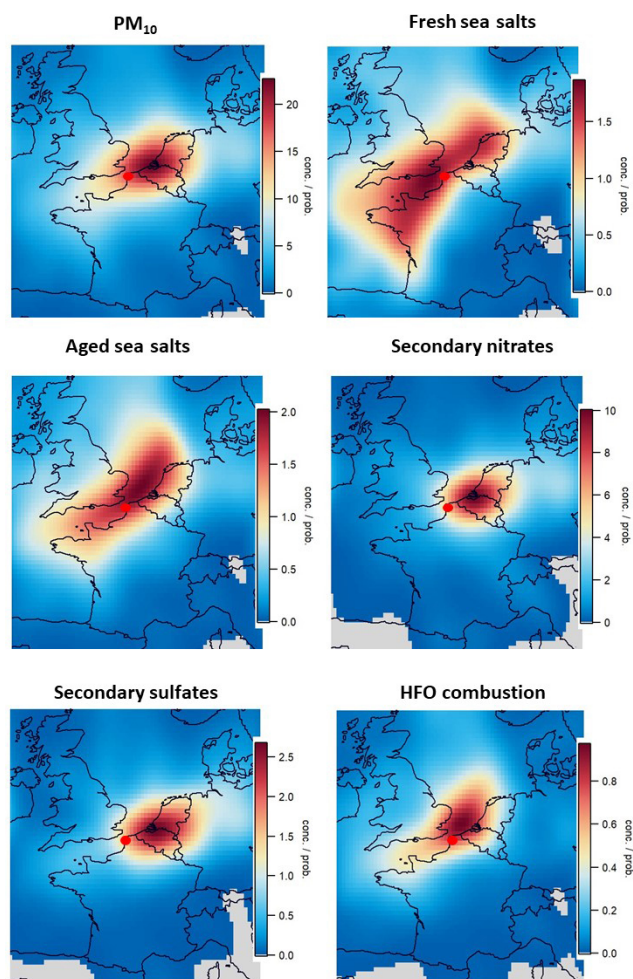 PM10
Fresh sea salts
20
15
10
5
0
conc. / prob.
1.5
1.0
0.5
0.0
conc. / prob.
Aged sea salts
Secondary nitrates
2.0
1.5
1.0
0.5
0.0
conc. / prob.
10
8
6
4
2
0
conc. / prob.
Secondary sulfates
HFO combustion
2.5
2.0
1.5
1.0
0.5
0.0
conc. / prob.
0.8
0.6
0.4
0.2
0.0
conc. / prob.